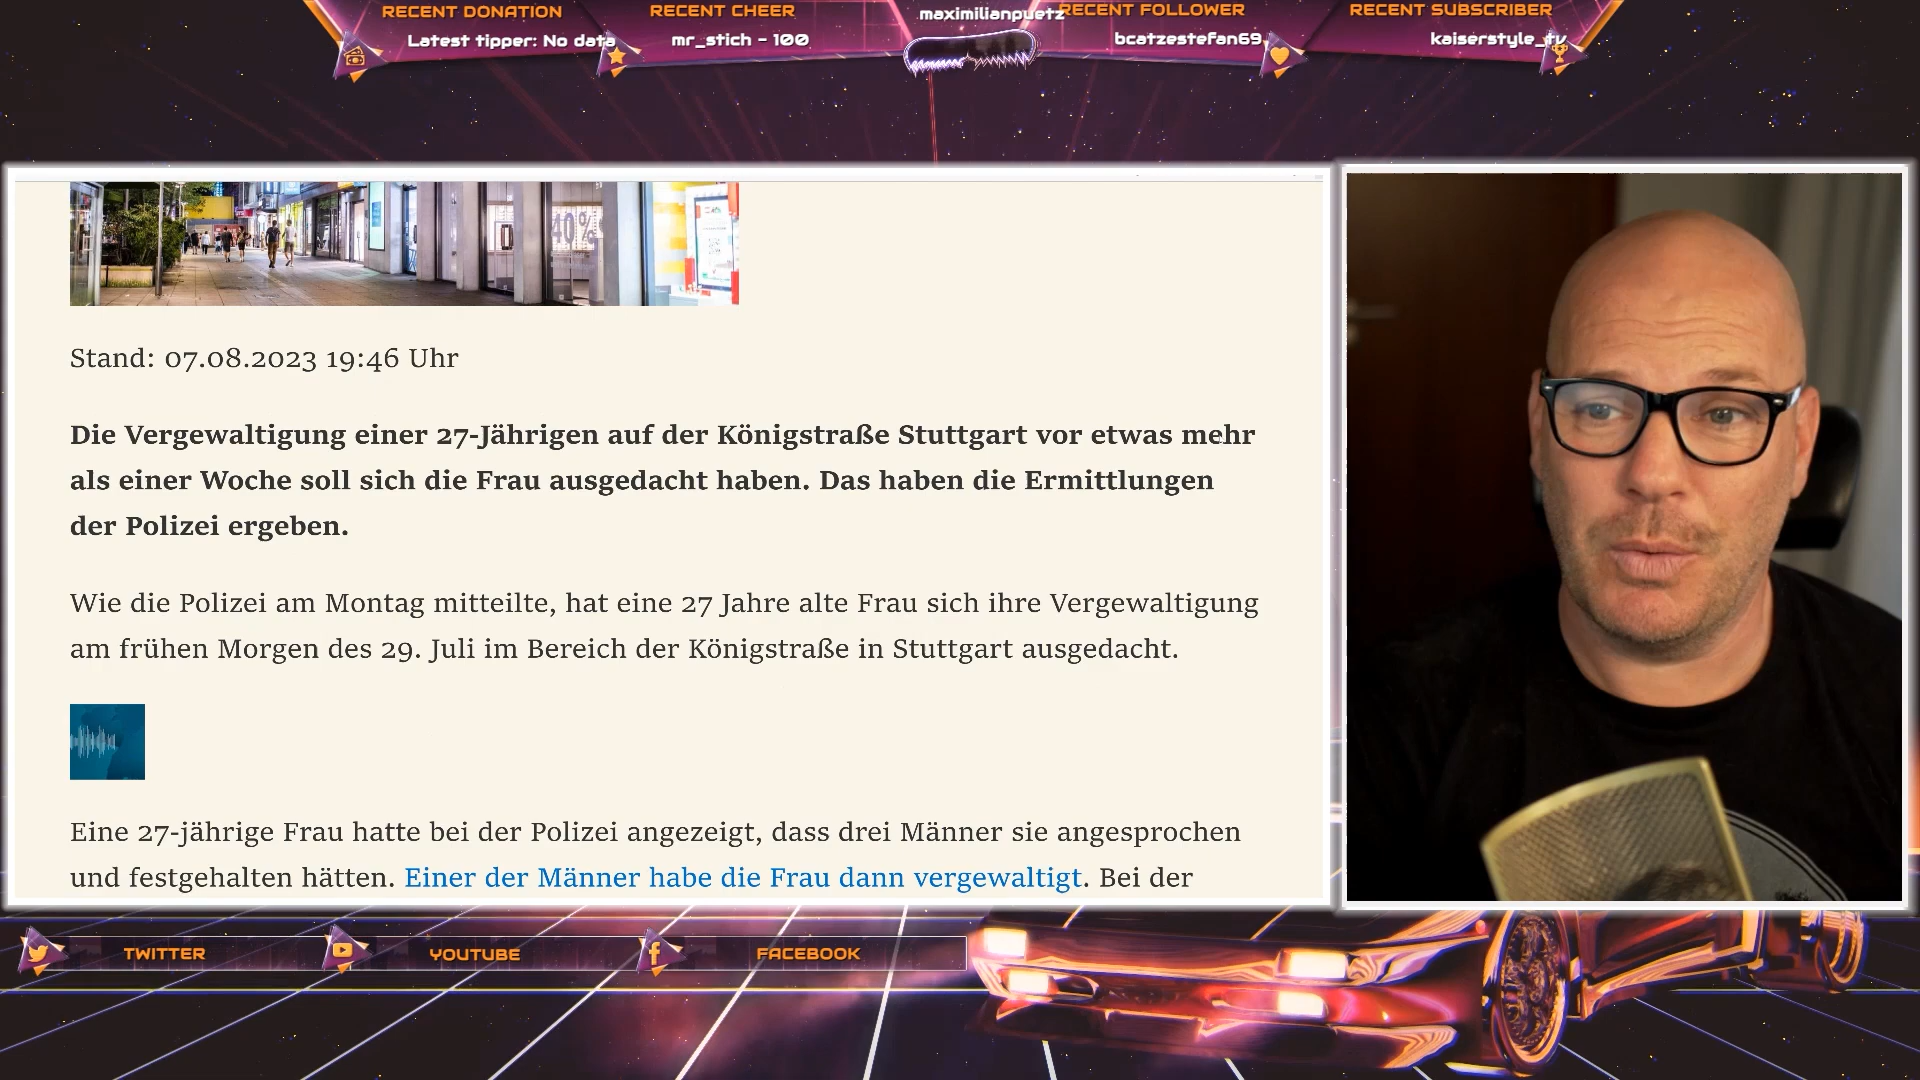 RECENT DONATION
Latest tipper: No data
RECENT CHEER
mr_stich - 100
maximilianpuetz
RECENT FOLLOWER
bcatzestefan69
RECENT SUBSCRIBER
kaiserstyle_tv
40%
Stand: 07.08.2023 19:46 Uhr
Die Vergewaltigung einer 27-Jährigen auf der Königstraße Stuttgart vor etwas mehr
als einer Woche soll sich die Frau ausgedacht haben. Das haben die Ermittlungen
der Polizei ergeben.
Wie die Polizei am Montag mitteilte, hat eine 27 Jahre alte Frau sich ihre Vergewaltigung
am frühen Morgen des 29. Juli im Bereich der Königstraße in Stuttgart ausgedacht.
Eine 27-jährige Frau hatte bei der Polizei angezeigt, dass drei Männer sie angesprochen
und festgehalten hätten. Einer der Männer habe die Frau dann vergewaltigt. Bei der
TWITTER
YOUTUBE
FACEBOOK